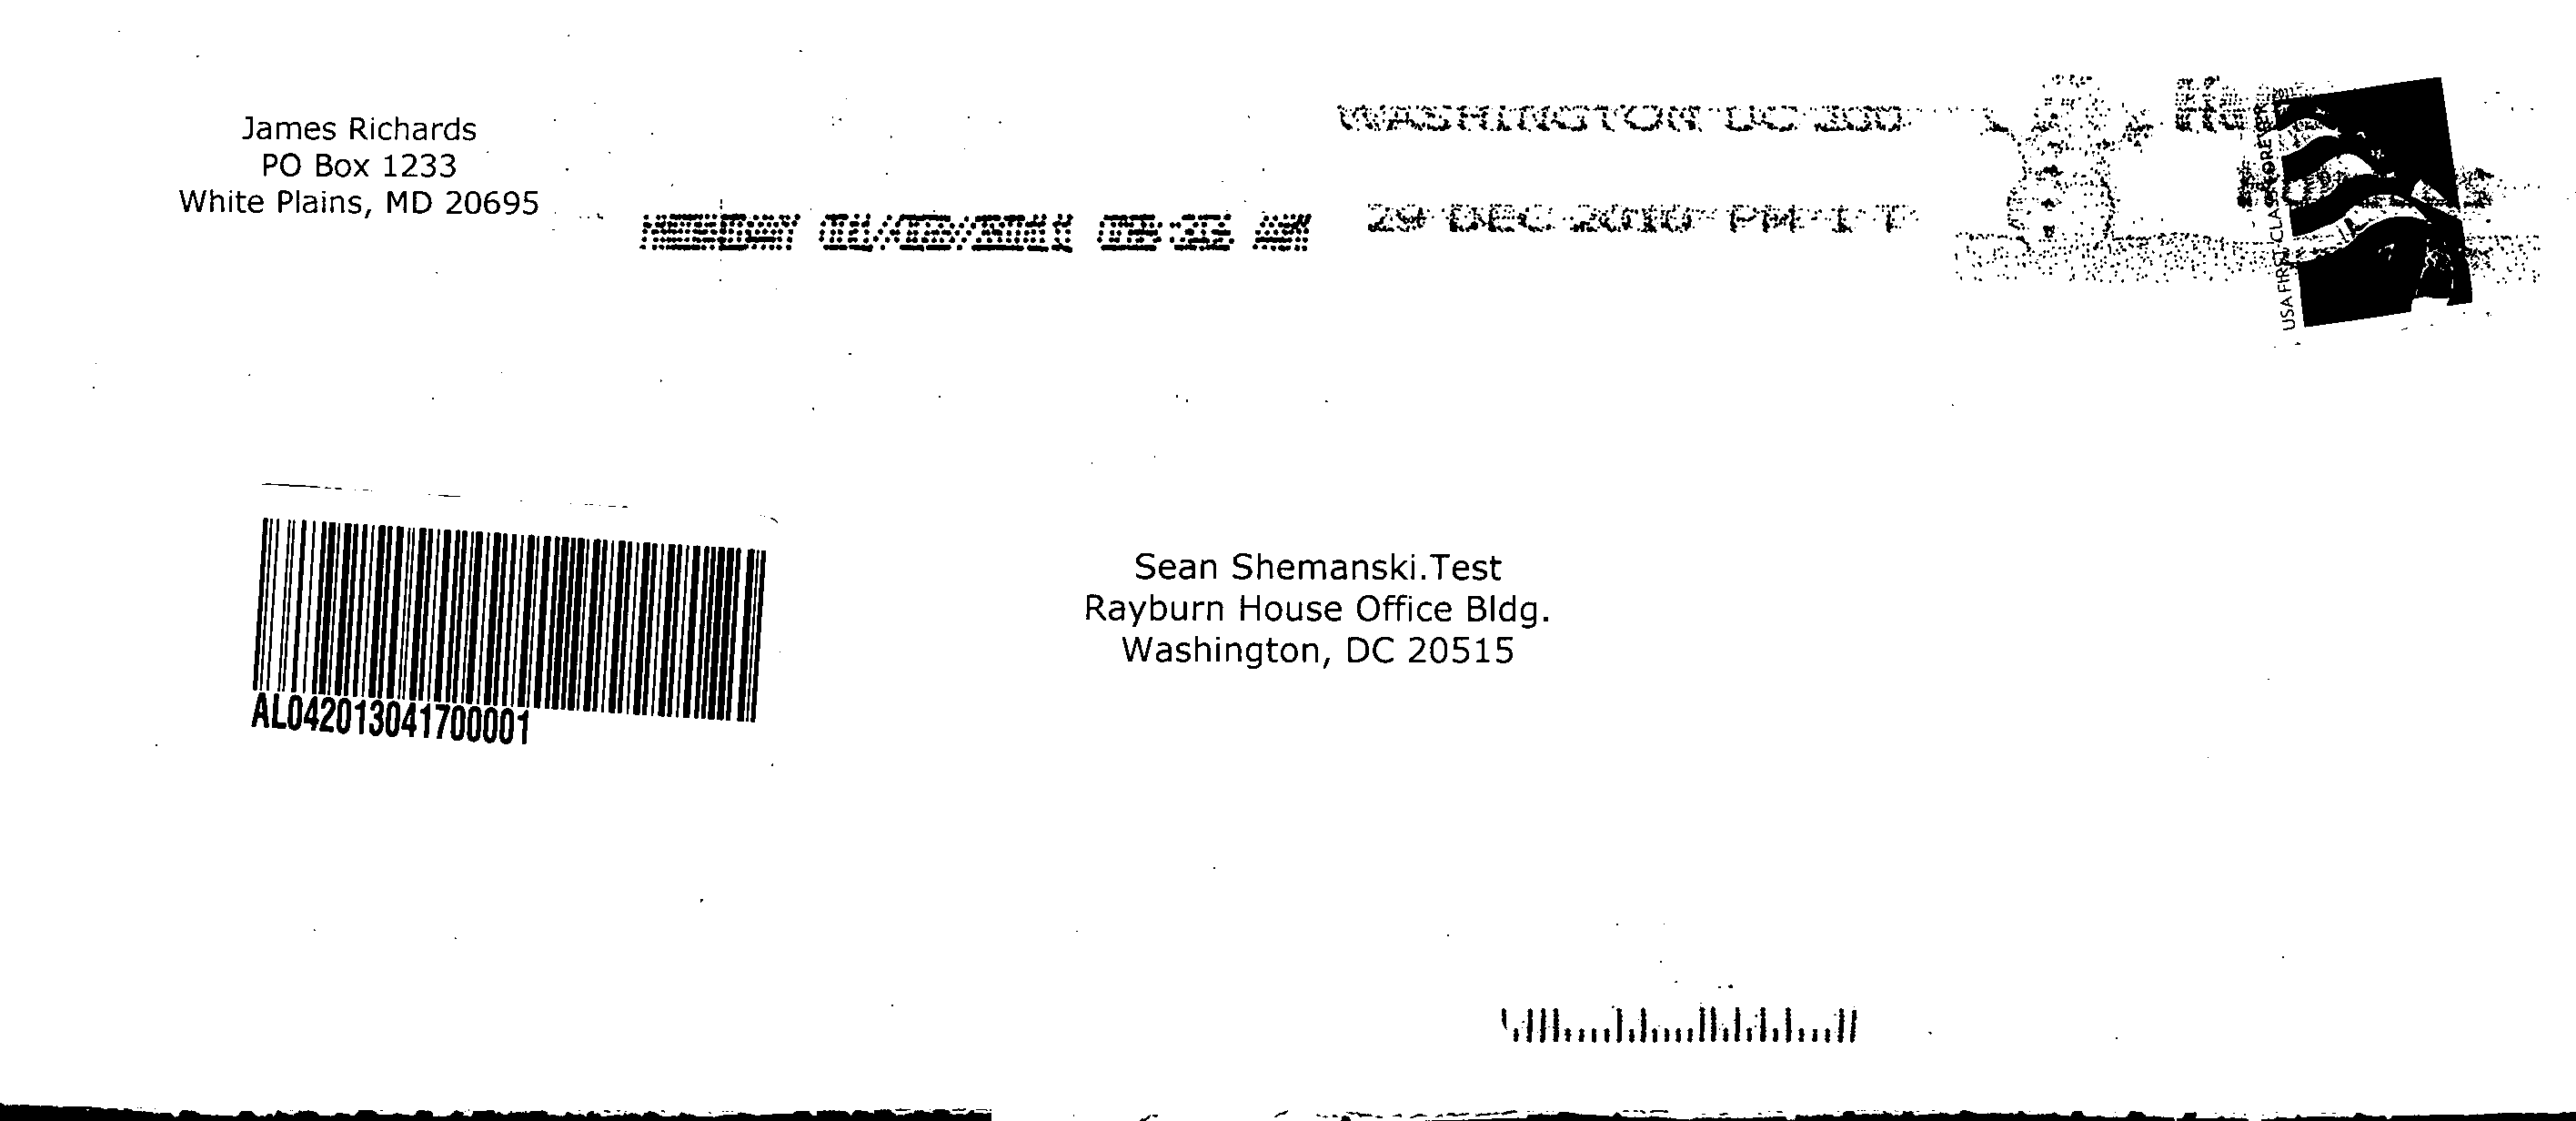 James Richards
PO Box 1233
White Plains, MD 20695
WASHINGTON DC 200
29 DEC 2010 PM 1 T
2011
USA FIRST-CLASS FOREVER
AL042013041700001
Sean Shemanski.Test
Rayburn House Office Bldg.
Washington, DC 20515